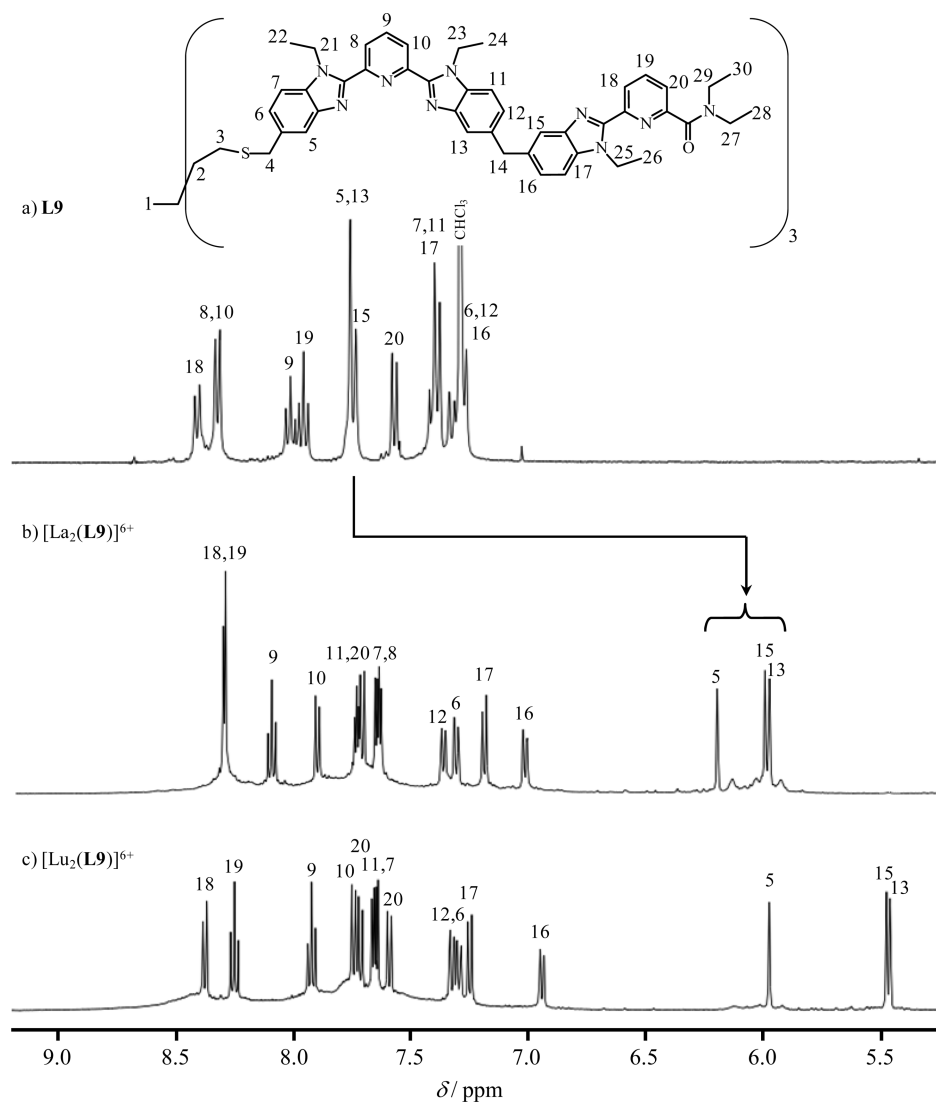 9
22 21 8 10 23 24
19
N N 18 20 29 30
7 N N 11
6 N N 12 N N 28
15 N O 27
3 5 13 N
S 4 14 25 26
2 16 17
1
3
a) L9
5,13
7,11
17
CHCl3
8,10
6,12
16
15
19 20
18 9
b) [La2(L9)]6+
18,19
9 11,20 7,8
10 17 15
13
12 6 16 5
c) [Lu2(L9)]6+
20
18 19 9 10 11,7
20 17 5 15
13
12,6
16
9.0 8.5 8.0 7.5 7.0 6.5 6.0 5.5
δ / ppm